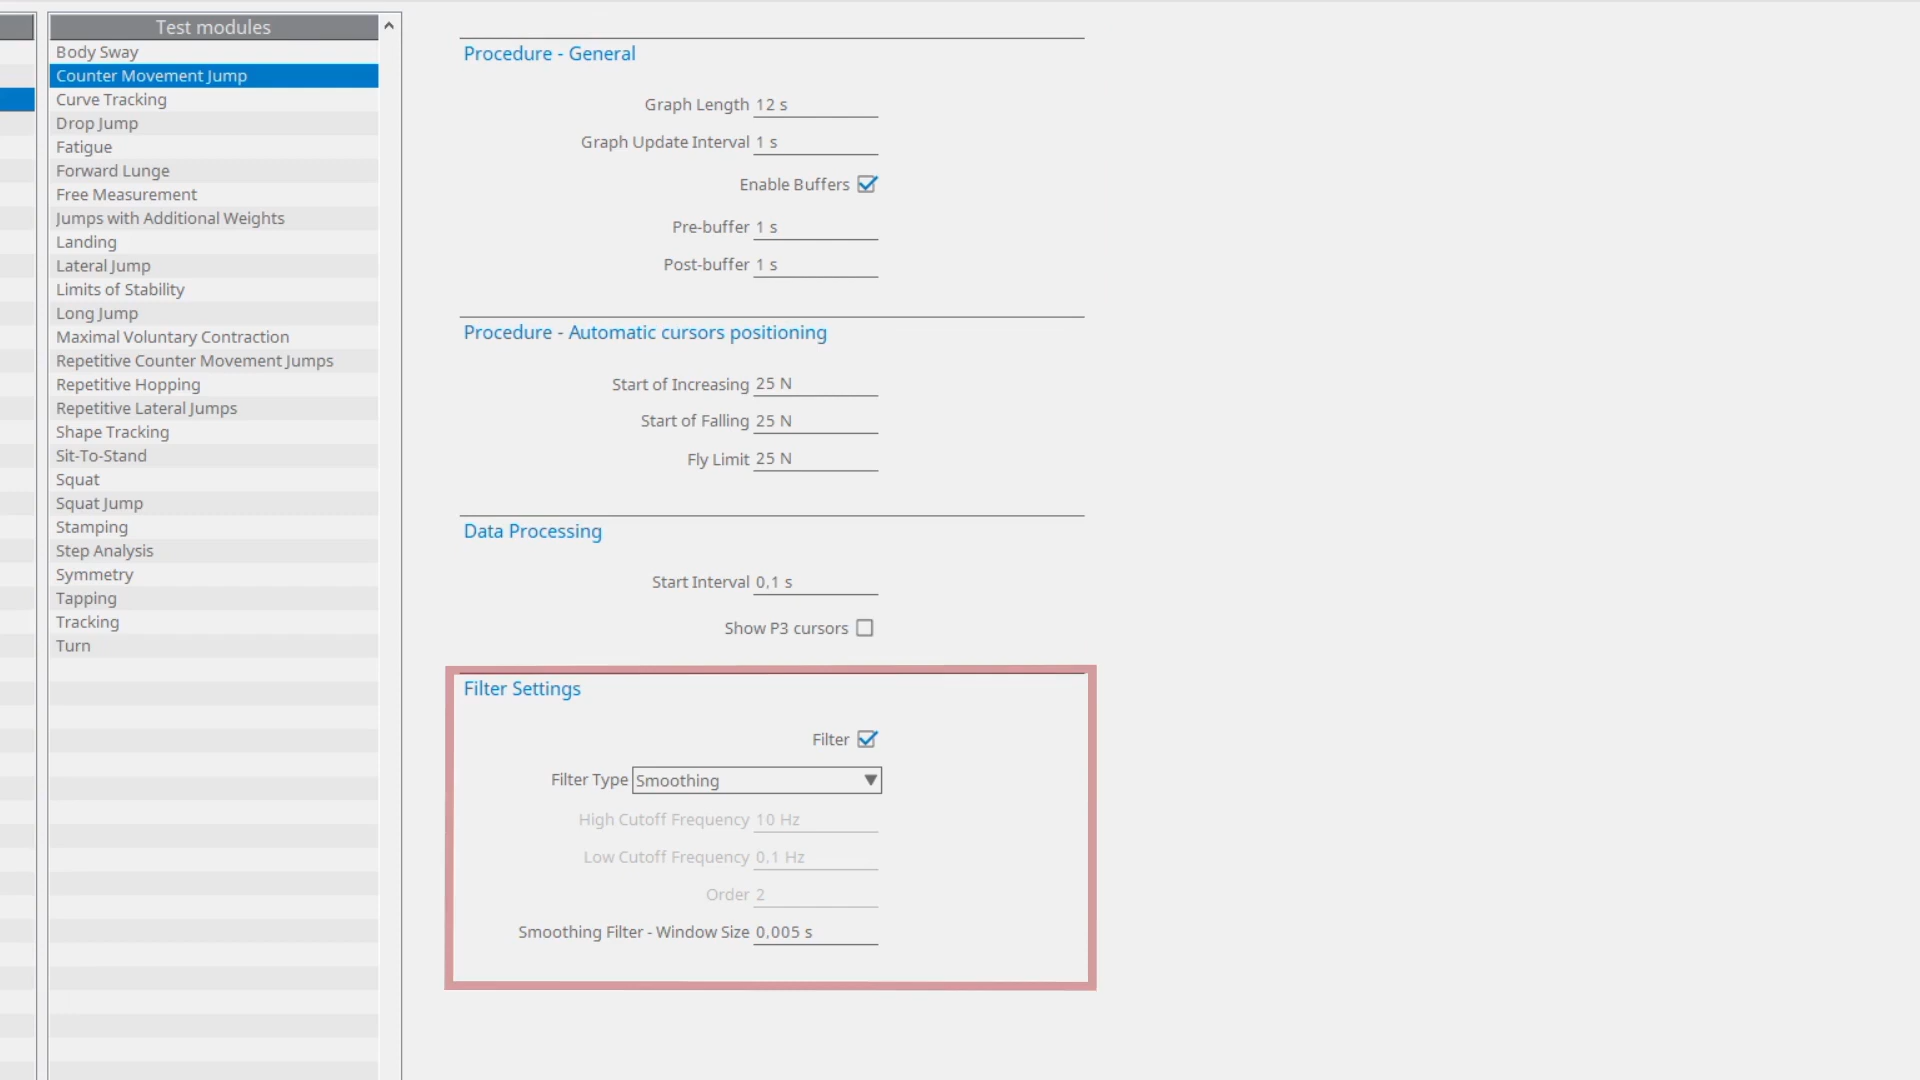 Test modules
Body Sway
Counter Movement Jump
Curve Tracking
Drop Jump
Fatigue
Forward Lunge
Free Measurement
Jumps with Additional Weights
Landing
Lateral Jump
Limits of Stability
Long Jump
Maximal Voluntary Contraction
Repetitive Counter Movement Jumps
Repetitive Hopping
Repetitive Lateral Jumps
Shape Tracking
Sit-To-Stand
Squat
Squat Jump
Stamping
Step Analysis
Symmetry
Tapping
Tracking
Turn
Procedure - General
Graph Length 12 s
Graph Update Interval 1 s
Enable Buffers
Pre-buffer 1 s
Post-buffer 1 s
Procedure - Automatic cursors positioning
Start of Increasing 25 N
Start of Falling 25 N
Fly Limit 25 N
Data Processing
Start Interval 0,1 s
Show P3 cursors
Filter Settings
Filter
Filter Type Smoothing
High Cutoff Frequency 10 Hz
Low Cutoff Frequency 0,1 Hz
Order 2
Smoothing Filter - Window Size 0,005 s